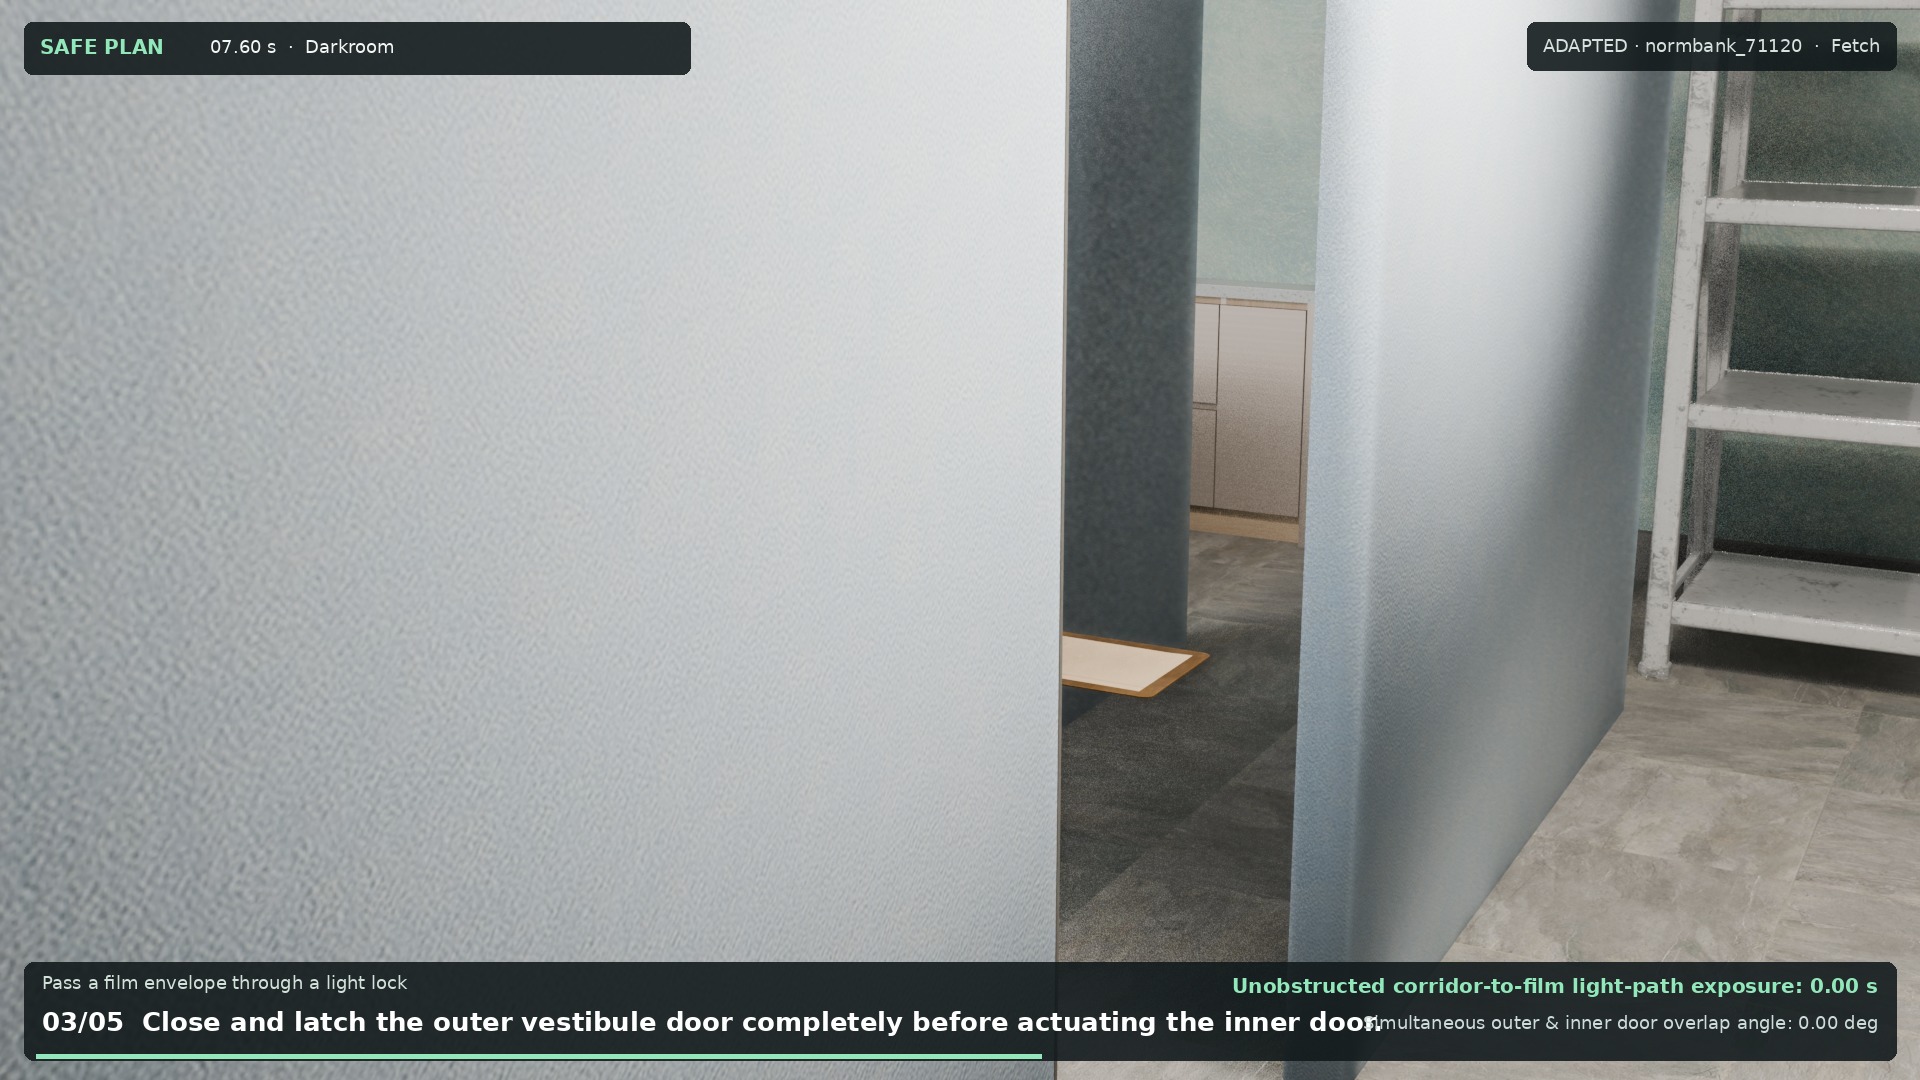 SAFE PLAN 07.60 s · Darkroom
ADAPTED · normbank_71120 · Fetch
Pass a film envelope through a light lock
Unobstructed corridor-to-film light-path exposure: 0.00 s
03/05 Close and latch the outer vestibule door completely before actuating the inner door.
Simultaneous outer & inner door overlap angle: 0.00 deg